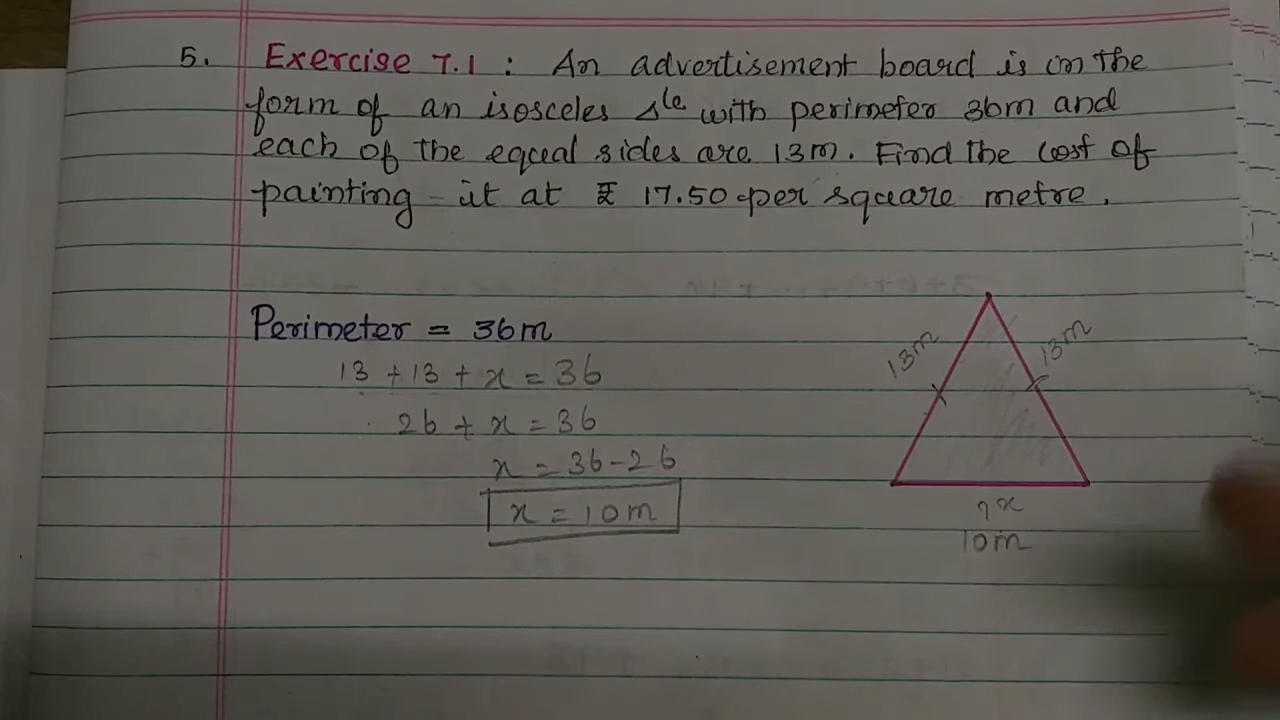 5. Exercise 7.1 : An advertisement board is in the
form of an isosceles Δle with perimeter 36m and
each of the equal sides are 13m. Find the cost of
painting it at ₹ 17.50 per square metre.
Perimeter = 36m
13 + 13 + x = 36
26 + x = 36
x = 36 - 26
x = 10m
13m
13m
? x
10m